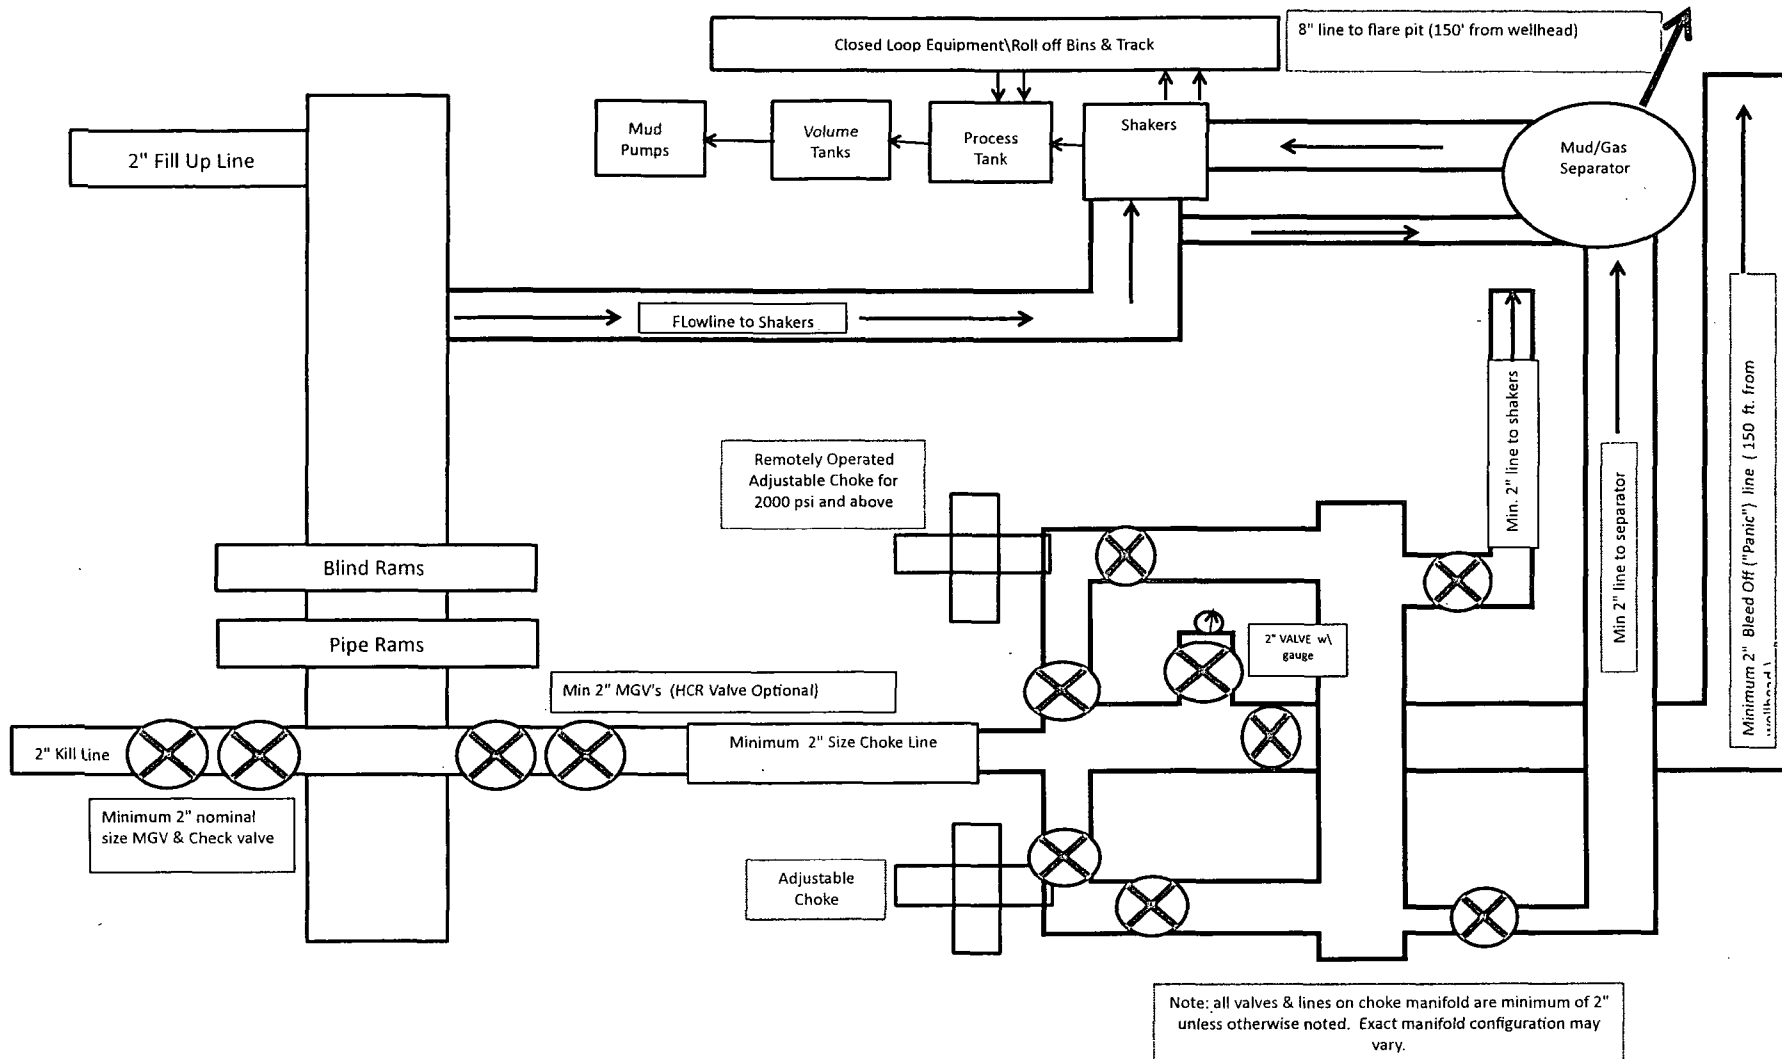 Closed Loop Equipment\Roll off Bins & Track
8" line to flare pit (150' from wellhead)
Mud
Pumps
Volume
Tanks
Process
Tank
Shakers
Mud/Gas
Separator
2" Fill Up Line
FLowline to Shakers
Remotely Operated
Adjustable Choke for
2000 psi and above
Min. 2" line to shakers
Min 2" line to separator
Minimum 2" Bleed Off ("Panic") line ( 150 ft. from
wellhead)
Blind Rams
Pipe Rams
2" VALVE w\
gauge
Min 2" MGV's (HCR Valve Optional)
2" Kill Line
Minimum 2" Size Choke Line
Minimum 2" nominal
size MGV & Check valve
Adjustable
Choke
Note: all valves & lines on choke manifold are minimum of 2"
unless otherwise noted. Exact manifold configuration may
vary.